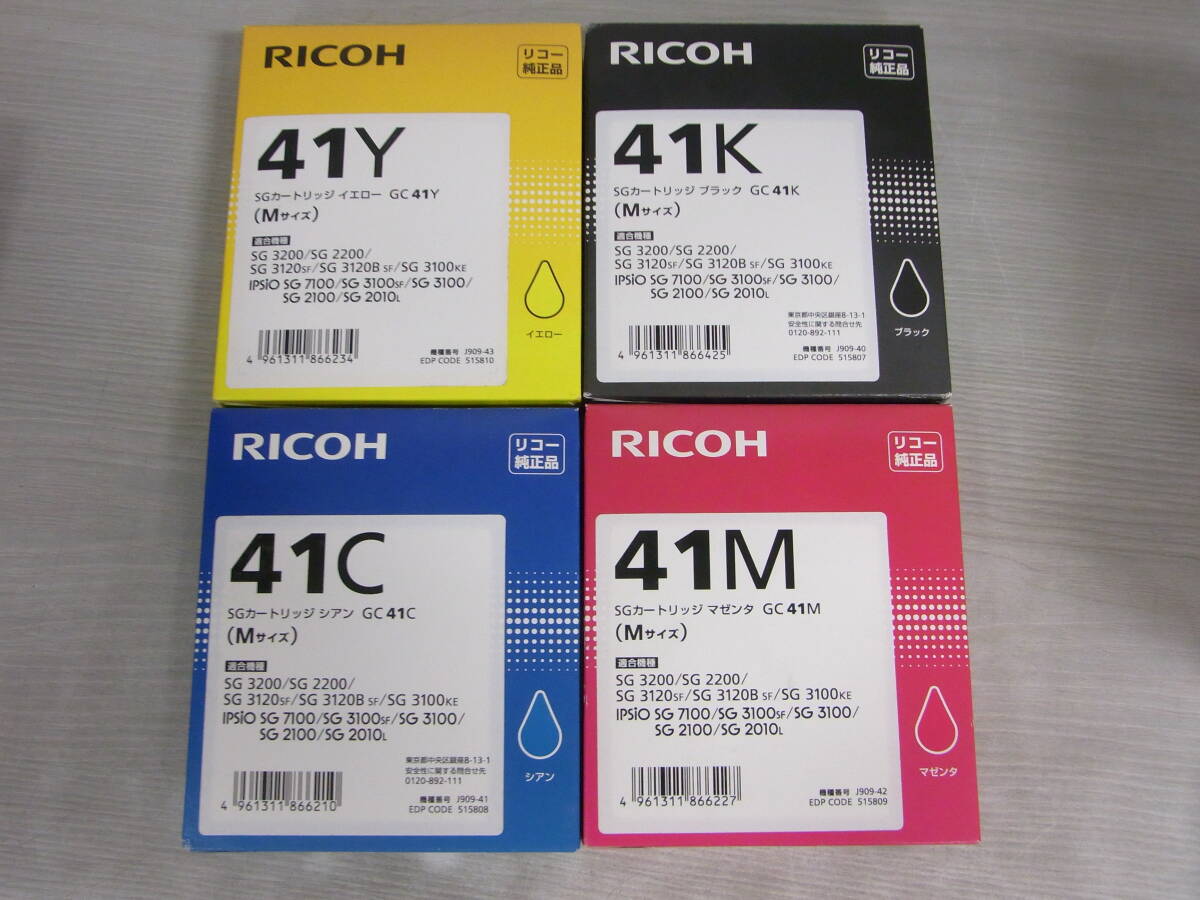 RICOH
リコー
純正品
41Y
SGカートリッジ イエロー GC 41Y
(Mサイズ)
適合機種
SG 3200/SG 2200/
SG 3120SF/SG 3120B SF/SG 3100KE
IPSiO SG 7100/SG 3100SF/SG 3100/
SG 2100/SG 2010L
イエロー
4 961311 866234
機種番号 J909-43
EDP CODE 515810
RICOH
リコー
純正品
41K
SGカートリッジ ブラック GC 41K
(Mサイズ)
適合機種
SG 3200/SG 2200/
SG 3120SF/SG 3120B SF/SG 3100KE
IPSiO SG 7100/SG 3100SF/SG 3100/
SG 2100/SG 2010L
ブラック
東京都中央区銀座8-13-1
安全性に関する問合せ先
0120-892-111
4 961311 866425
機種番号 J909-40
EDP CODE 515807
RICOH
リコー
純正品
41C
SGカートリッジ シアン GC 41C
(Mサイズ)
適合機種
SG 3200/SG 2200/
SG 3120SF/SG 3120B SF/SG 3100KE
IPSiO SG 7100/SG 3100SF/SG 3100/
SG 2100/SG 2010L
シアン
東京都中央区銀座8-13-1
安全性に関する問合せ先
0120-892-111
4 961311 866210
機種番号 J909-41
EDP CODE 515808
RICOH
リコー
純正品
41M
SGカートリッジ マゼンタ GC 41M
(Mサイズ)
適合機種
SG 3200/SG 2200/
SG 3120SF/SG 3120B SF/SG 3100KE
IPSiO SG 7100/SG 3100SF/SG 3100/
SG 2100/SG 2010L
マゼンタ
4 961311 866227
機種番号 J909-42
EDP CODE 515809